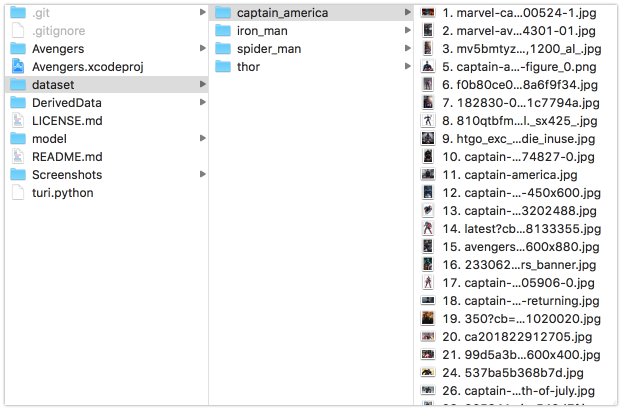 .git
.gitignore
Avengers
Avengers.xcodeproj
dataset
DerivedData
LICENSE.md
model
README.md
Screenshots
turi.python
captain_america
iron_man
spider_man
thor
1. marvel-ca...00524-1.jpg
2. marvel-av...4301-01.jpg
3. mv5bmtyz...,1200_al_.jpg
5. captain-a...-figure_0.png
6. f0b80ce0...8a6f9f34.jpg
7. 182830-0...1c7794a.jpg
8. 810qtbfm...l._sx425_.jpg
9. htgo_exc_...die_inuse.jpg
10. captain-...74827-0.jpg
11. captain-america.jpg
12. captain-...-450x600.jpg
13. captain-...3202488.jpg
14. latest?cb...8133355.jpg
15. avengers...600x880.jpg
16. 233062...rs_banner.jpg
17. captain-...05906-0.jpg
18. captain-...-returning.jpg
19. 350?cb=...1020020.jpg
20. ca201822912705.jpg
21. 99d5a3b...600x400.jpg
24. 537ba5b368b7d.jpg
26. captain-...th-of-july.jpg